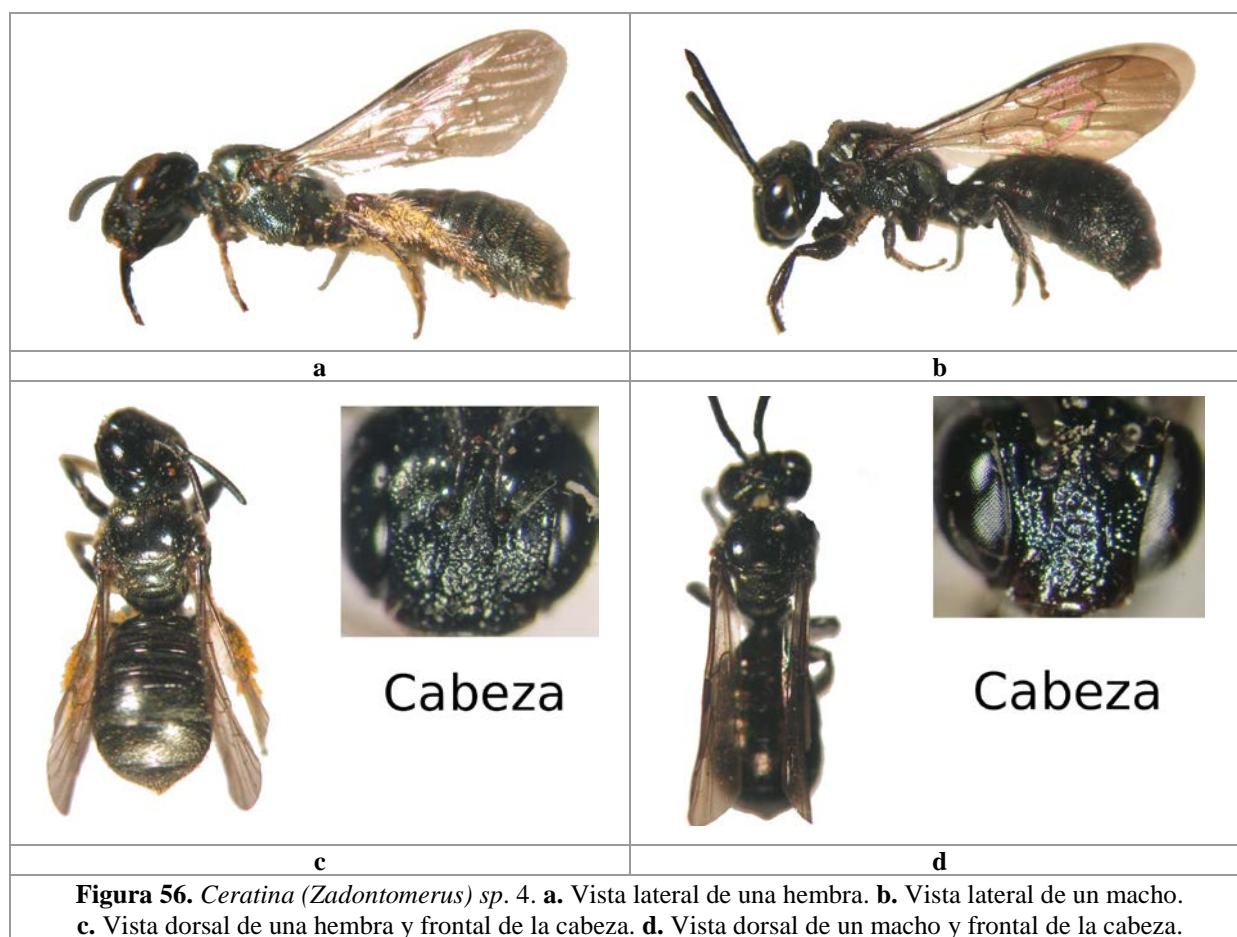 a
b
Cabeza
Cabeza
c
d
Figura 56. Ceratina (Zadontomerus) sp. 4. a. Vista lateral de una hembra. b. Vista lateral de un macho.
c. Vista dorsal de una hembra y frontal de la cabeza. d. Vista dorsal de un macho y frontal de la cabeza.